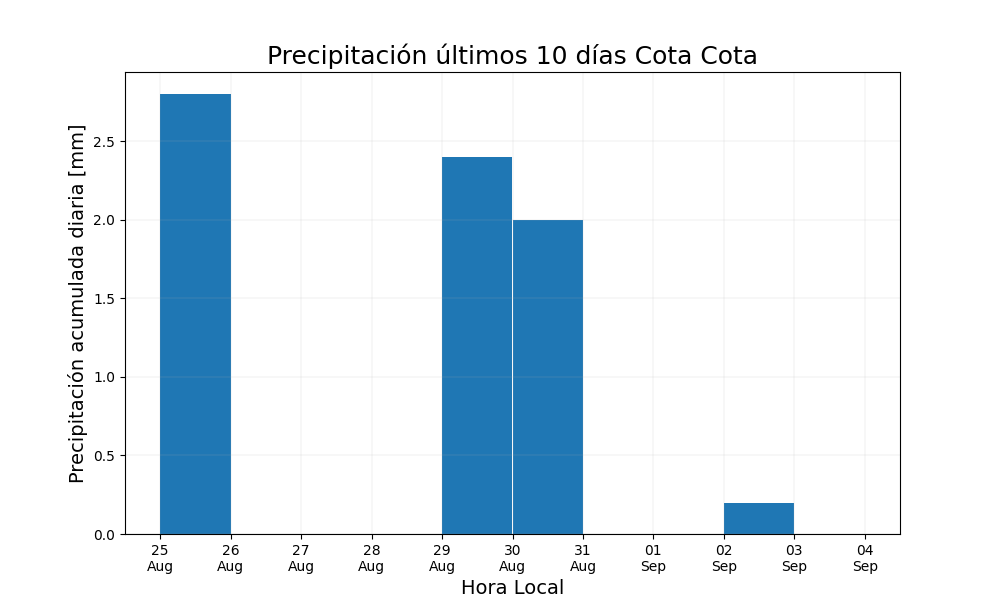 Precipitación últimos 10 días Cota Cota
Precipitación acumulada diaria [mm]
2.5
2.0
1.5
1.0
0.5
0.0
25 26 27 28 29 30 31 01 02 03 04
Aug Aug Aug Aug Aug Aug Aug Sep Sep Sep Sep
Hora Local